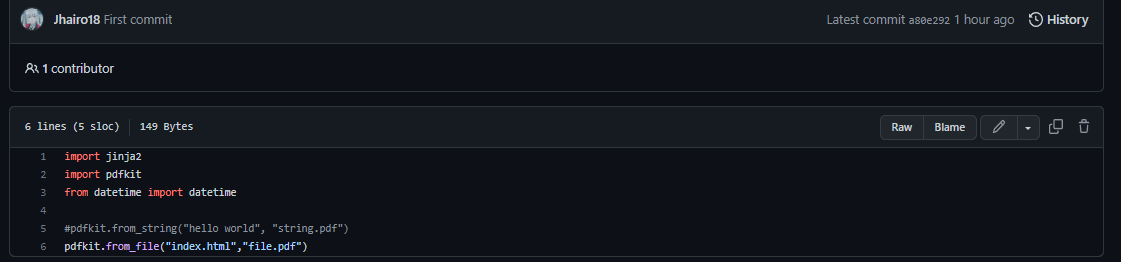 Jhairo18 First commit Latest commit a80e292 1 hour ago History
1 contributor
6 lines (5 sloc) 149 Bytes Raw Blame
1 import jinja2
2 import pdfkit
3 from datetime import datetime
4
5 #pdfkit.from_string("hello world", "string.pdf")
6 pdfkit.from_file("index.html","file.pdf")